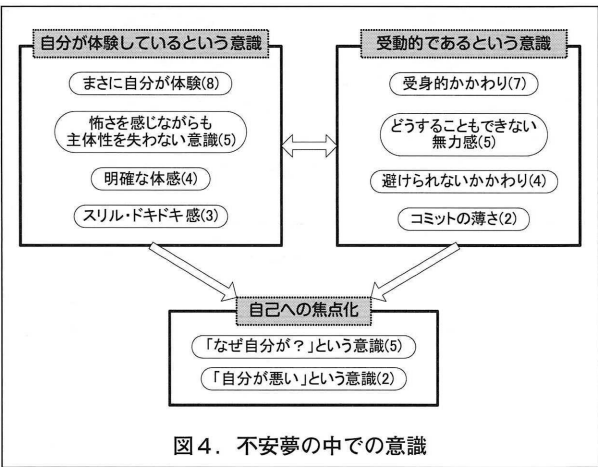 自分が体験しているという意識
まさに自分が体験(8)
怖さを感じながらも
主体性を失わない意識(5)
明確な体感(4)
スリル・ドキドキ感(3)
受動的であるという意識
受身的かかわり(7)
どうすることもできない
無力感(5)
避けられないかかわり(4)
コミットの薄さ(2)
自己への焦点化
「なぜ自分が？」という意識(5)
「自分が悪い」という意識(2)
図4．不安夢の中での意識